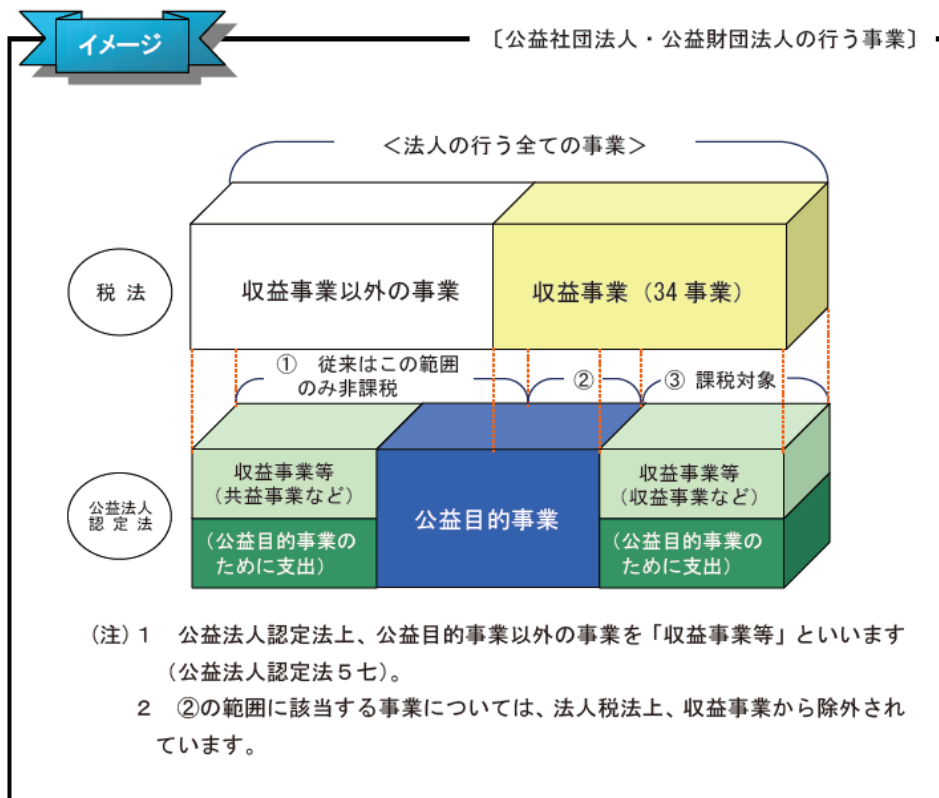 イメージ
〔公益社団法人・公益財団法人の行う事業〕
＜法人の行う全ての事業＞
税 法
収益事業以外の事業
収益事業（34 事業）
① 従来はこの範囲
のみ非課税
②
③ 課税対象
公益法人
認 定 法
収益事業等
（共益事業など）
（公益目的事業の
ために支出）
公益目的事業
収益事業等
（収益事業など）
（公益目的事業の
ために支出）
（注）１ 公益法人認定法上、公益目的事業以外の事業を「収益事業等」といいます
（公益法人認定法５七）。
２ ②の範囲に該当する事業については、法人税法上、収益事業から除外され
ています。